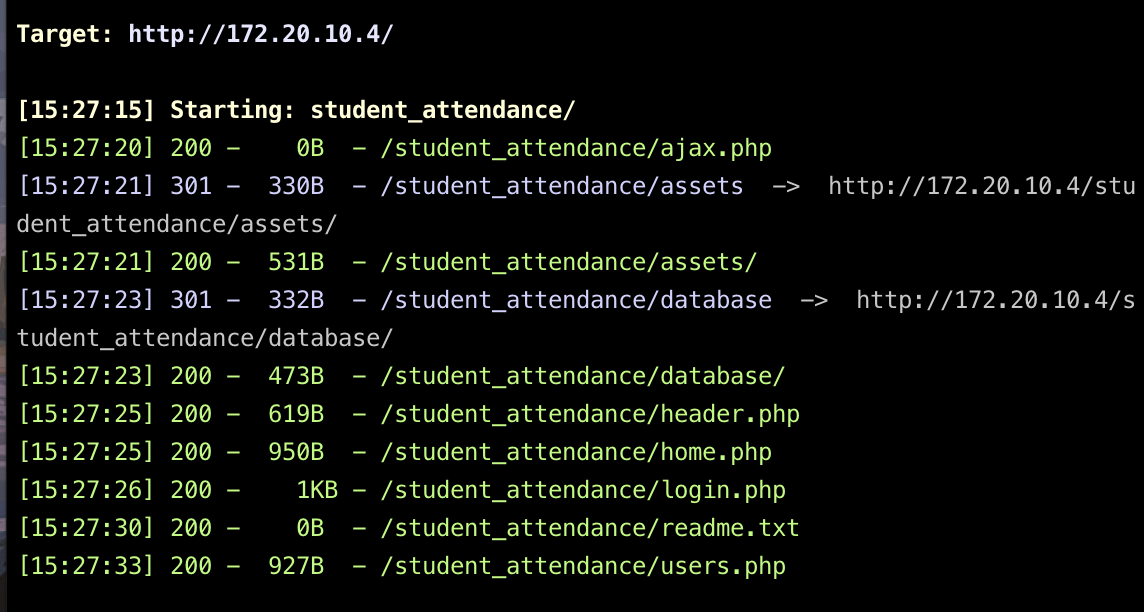 Target: http://172.20.10.4/
[15:27:15] Starting: student_attendance/
[15:27:20] 200 -    0B  - /student_attendance/ajax.php
[15:27:21] 301 -  330B  - /student_attendance/assets  ->  http://172.20.10.4/stu
dent_attendance/assets/
[15:27:21] 200 -  531B  - /student_attendance/assets/
[15:27:23] 301 -  332B  - /student_attendance/database  ->  http://172.20.10.4/s
tudent_attendance/database/
[15:27:23] 200 -  473B  - /student_attendance/database/
[15:27:25] 200 -  619B  - /student_attendance/header.php
[15:27:25] 200 -  950B  - /student_attendance/home.php
[15:27:26] 200 -    1KB - /student_attendance/login.php
[15:27:30] 200 -    0B  - /student_attendance/readme.txt
[15:27:33] 200 -  927B  - /student_attendance/users.php